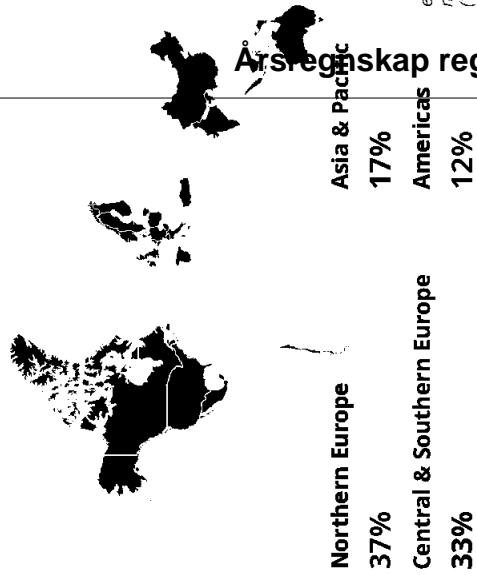 Årsregnskap reg
Northern Europe
37%
Central & Southern Europe
33%
Asia & Pacific
17%
Americas
12%